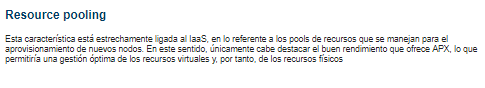 Resource pooling
Esta característica está estrechamente ligada al IaaS, en lo referente a los pools de recursos que se manejan para el
aprovisionamiento de nuevos nodos. En este sentido, únicamente cabe destacar el buen rendimiento que ofrece APX, lo que
permitiría una gestión óptima de los recursos virtuales y, por tanto, de los recursos físicos